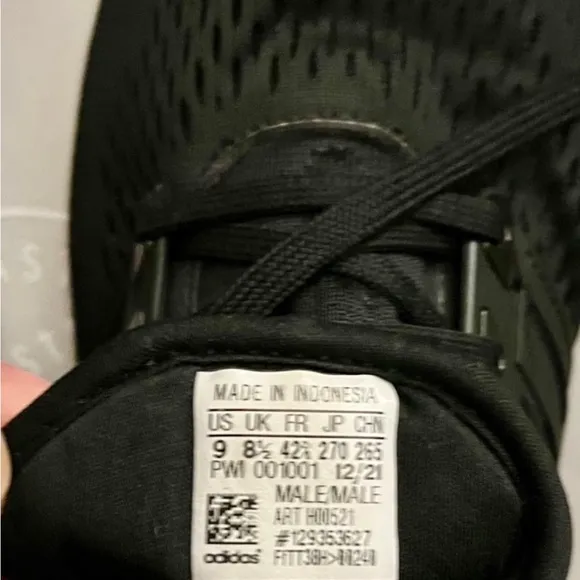 MADE IN INDONESIA
US UK FR JP CHN
9 8½ 42⅔ 270 265
PW1 001001 12/21
MALE/MALE
ART H00521
#129353627
adidas